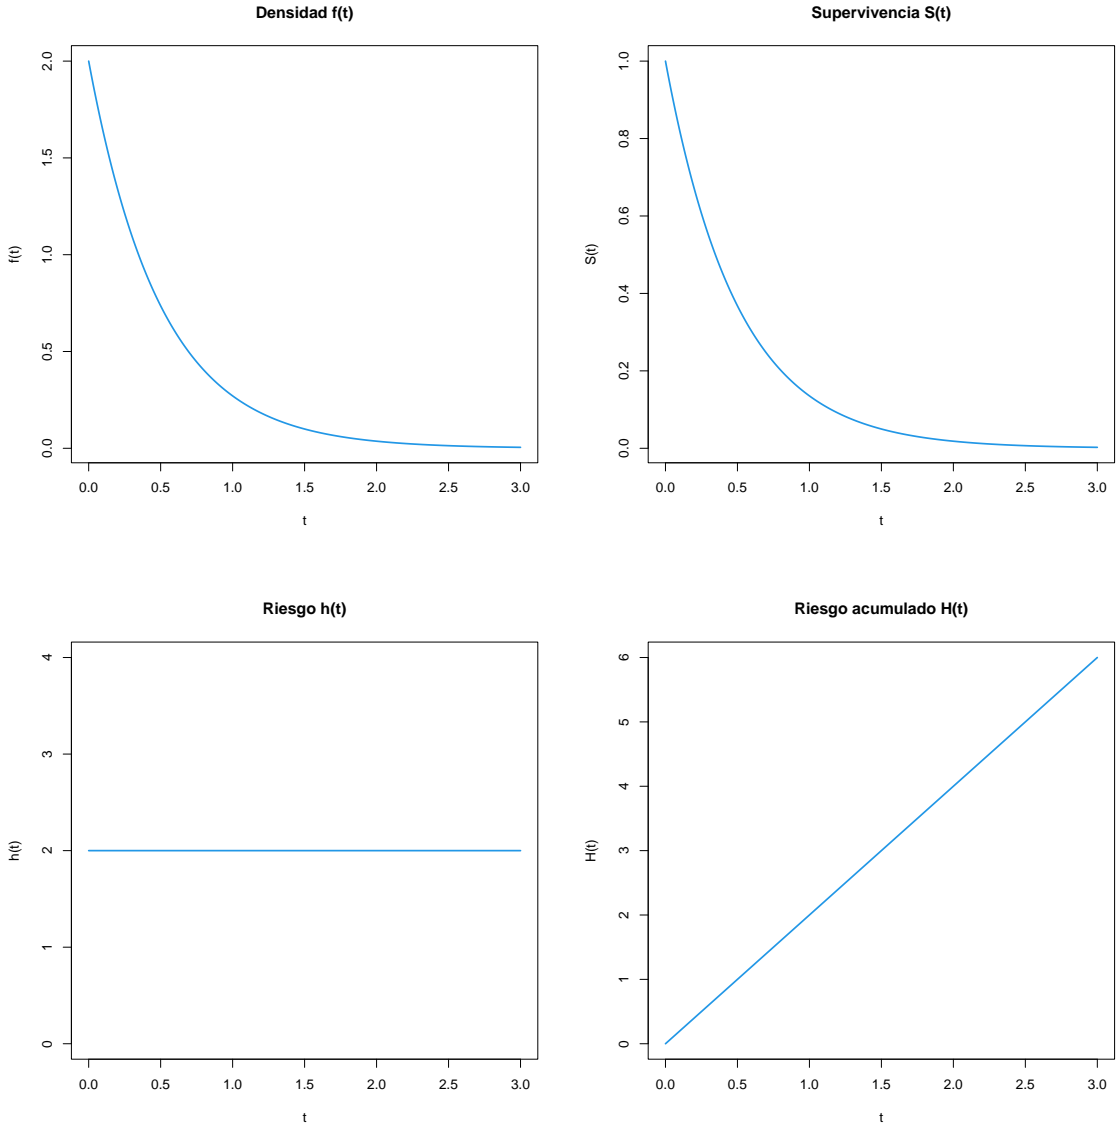 Densidad f(t)
f(t)
0.0 0.5 1.0 1.5 2.0
0.0 0.5 1.0 1.5 2.0 2.5 3.0
t
Supervivencia S(t)
S(t)
0.0 0.2 0.4 0.6 0.8 1.0
0.0 0.5 1.0 1.5 2.0 2.5 3.0
t
Riesgo h(t)
h(t)
0 1 2 3 4
0.0 0.5 1.0 1.5 2.0 2.5 3.0
t
Riesgo acumulado H(t)
H(t)
0 1 2 3 4 5 6
0.0 0.5 1.0 1.5 2.0 2.5 3.0
t